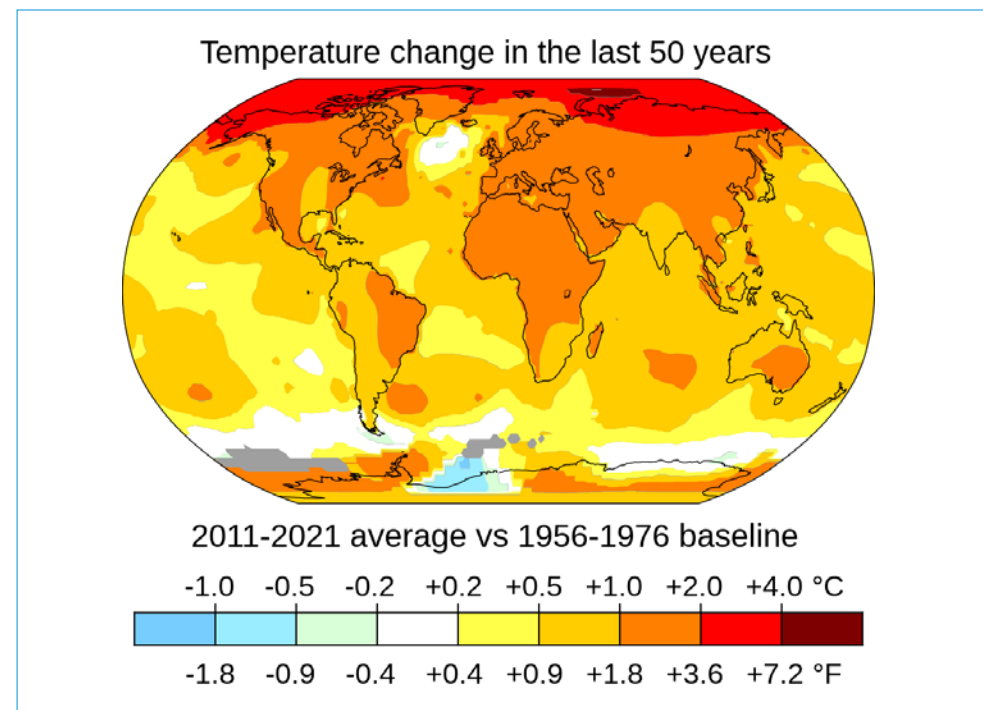 Temperature change in the last 50 years
2011-2021 average vs 1956-1976 baseline
-1.0 -0.5 -0.2 +0.2 +0.5 +1.0 +2.0 +4.0 °C
-1.8 -0.9 -0.4 +0.4 +0.9 +1.8 +3.6 +7.2 °F